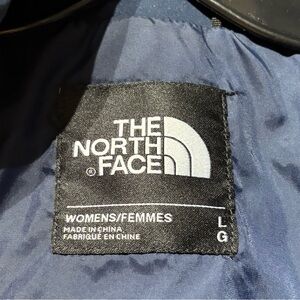 THE
NORTH
® FACE
WOMENS/FEMMES
MADE IN CHINA
FABRIQUÉ EN CHINE
L
G